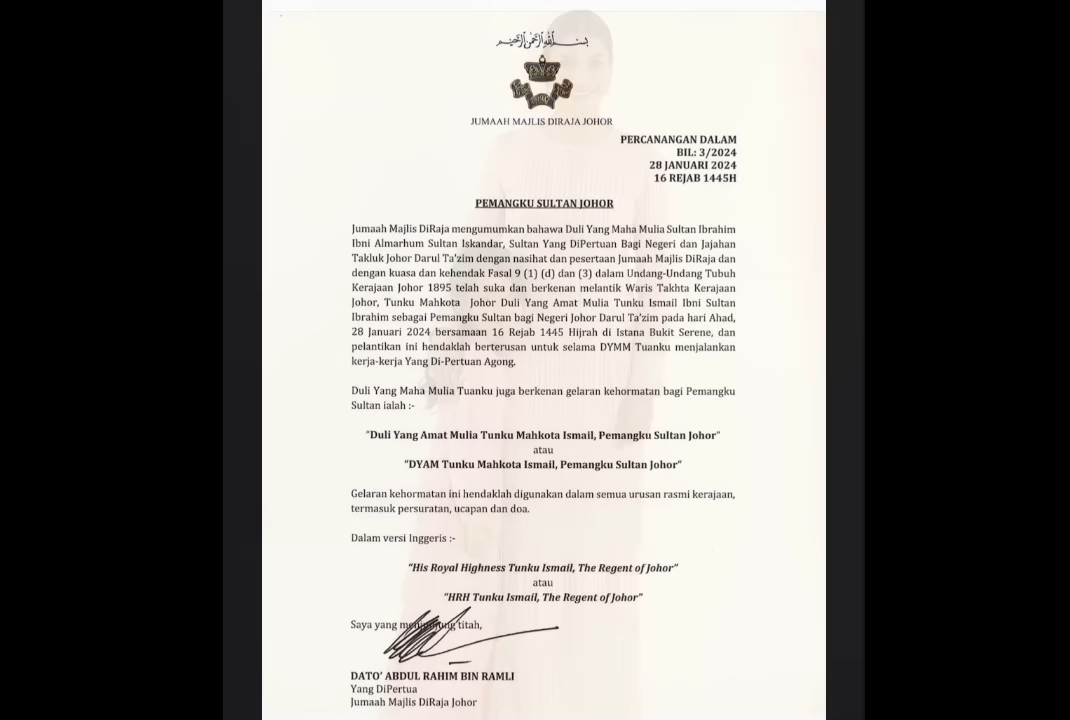 بسم الله الرحمن الرحيم
JUMAAH MAJLIS DIRAJA JOHOR
PERCANANGAN DALAM
BIL: 3/2024
28 JANUARI 2024
16 REJAB 1445H
PEMANGKU SULTAN JOHOR
Jumaah Majlis DiRaja mengumumkan bahawa Duli Yang Maha Mulia Sultan Ibrahim
Ibni Almarhum Sultan Iskandar, Sultan Yang DiPertuan Bagi Negeri dan Jajahan
Takluk Johor Darul Ta'zim dengan nasihat dan pesertaan Jumaah Majlis DiRaja dan
dengan kuasa dan kehendak Fasal 9 (1) (d) dan (3) dalam Undang-Undang Tubuh
Kerajaan Johor 1895 telah suka dan berkenan melantik Waris Takhta Kerajaan
Johor, Tunku Mahkota Johor Duli Yang Amat Mulia Tunku Ismail Ibni Sultan
Ibrahim sebagai Pemangku Sultan bagi Negeri Johor Darul Ta'zim pada hari Ahad,
28 Januari 2024 bersamaan 16 Rejab 1445 Hijrah di Istana Bukit Serene, dan
pelantikan ini hendaklah berterusan untuk selama DYMM Tuanku menjalankan
kerja-kerja Yang Di-Pertuan Agong.
Duli Yang Maha Mulia Tuanku juga berkenan gelaran kehormatan bagi Pemangku
Sultan ialah :-
"Duli Yang Amat Mulia Tunku Mahkota Ismail, Pemangku Sultan Johor"
atau
"DYAM Tunku Mahkota Ismail, Pemangku Sultan Johor"
Gelaran kehormatan ini hendaklah digunakan dalam semua urusan rasmi kerajaan,
termasuk persuratan, ucapan dan doa.
Dalam versi Inggeris :-
"His Royal Highness Tunku Ismail, The Regent of Johor"
atau
"HRH Tunku Ismail, The Regent of Johor"
Saya yang menjunjung titah,
DATO' ABDUL RAHIM BIN RAMLI
Yang DiPertua
Jumaah Majlis DiRaja Johor